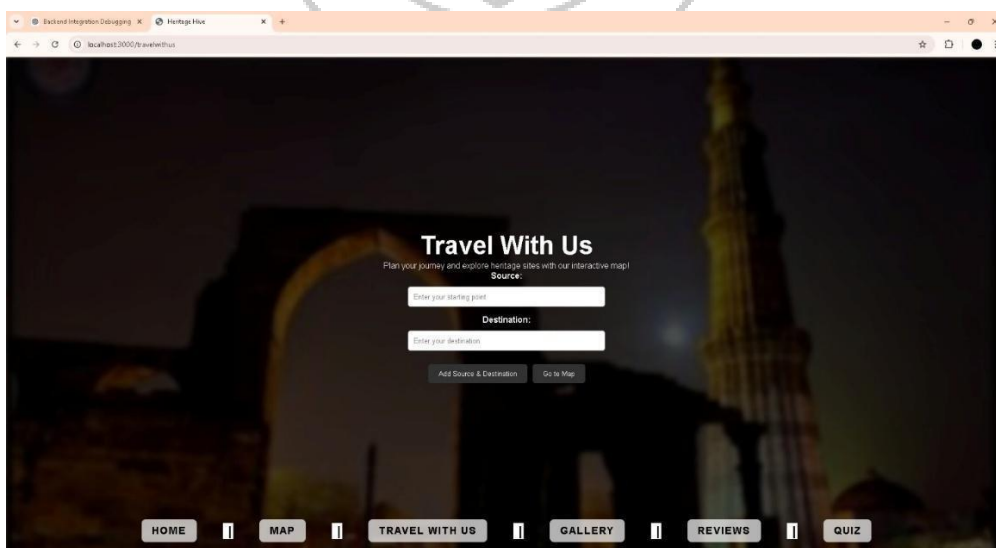 Backend Integration Debugging
Heritage Hive
localhost:3000/travelwithus
Travel With Us
Plan your journey and explore heritage sites with our interactive map!
Source:
Enter your starting point
Destination:
Enter your destination
Add Source & Destination Go to Map
HOME | MAP | TRAVEL WITH US | GALLERY | REVIEWS | QUIZ